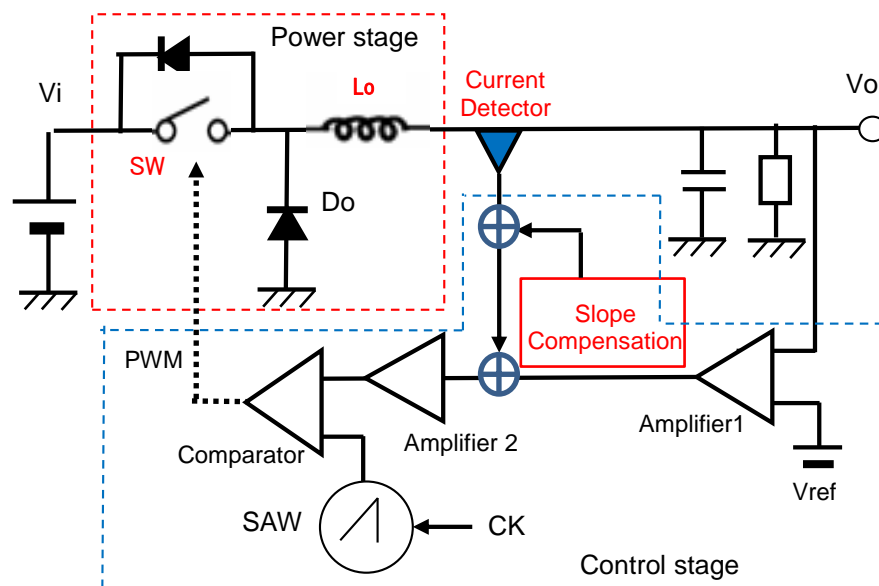 Power stage
Vi
Lo
Current
Detector
Vo
SW
Do
Slope
Compensation
PWM
Amplifier1
Amplifier 2
Comparator
Vref
SAW
CK
Control stage